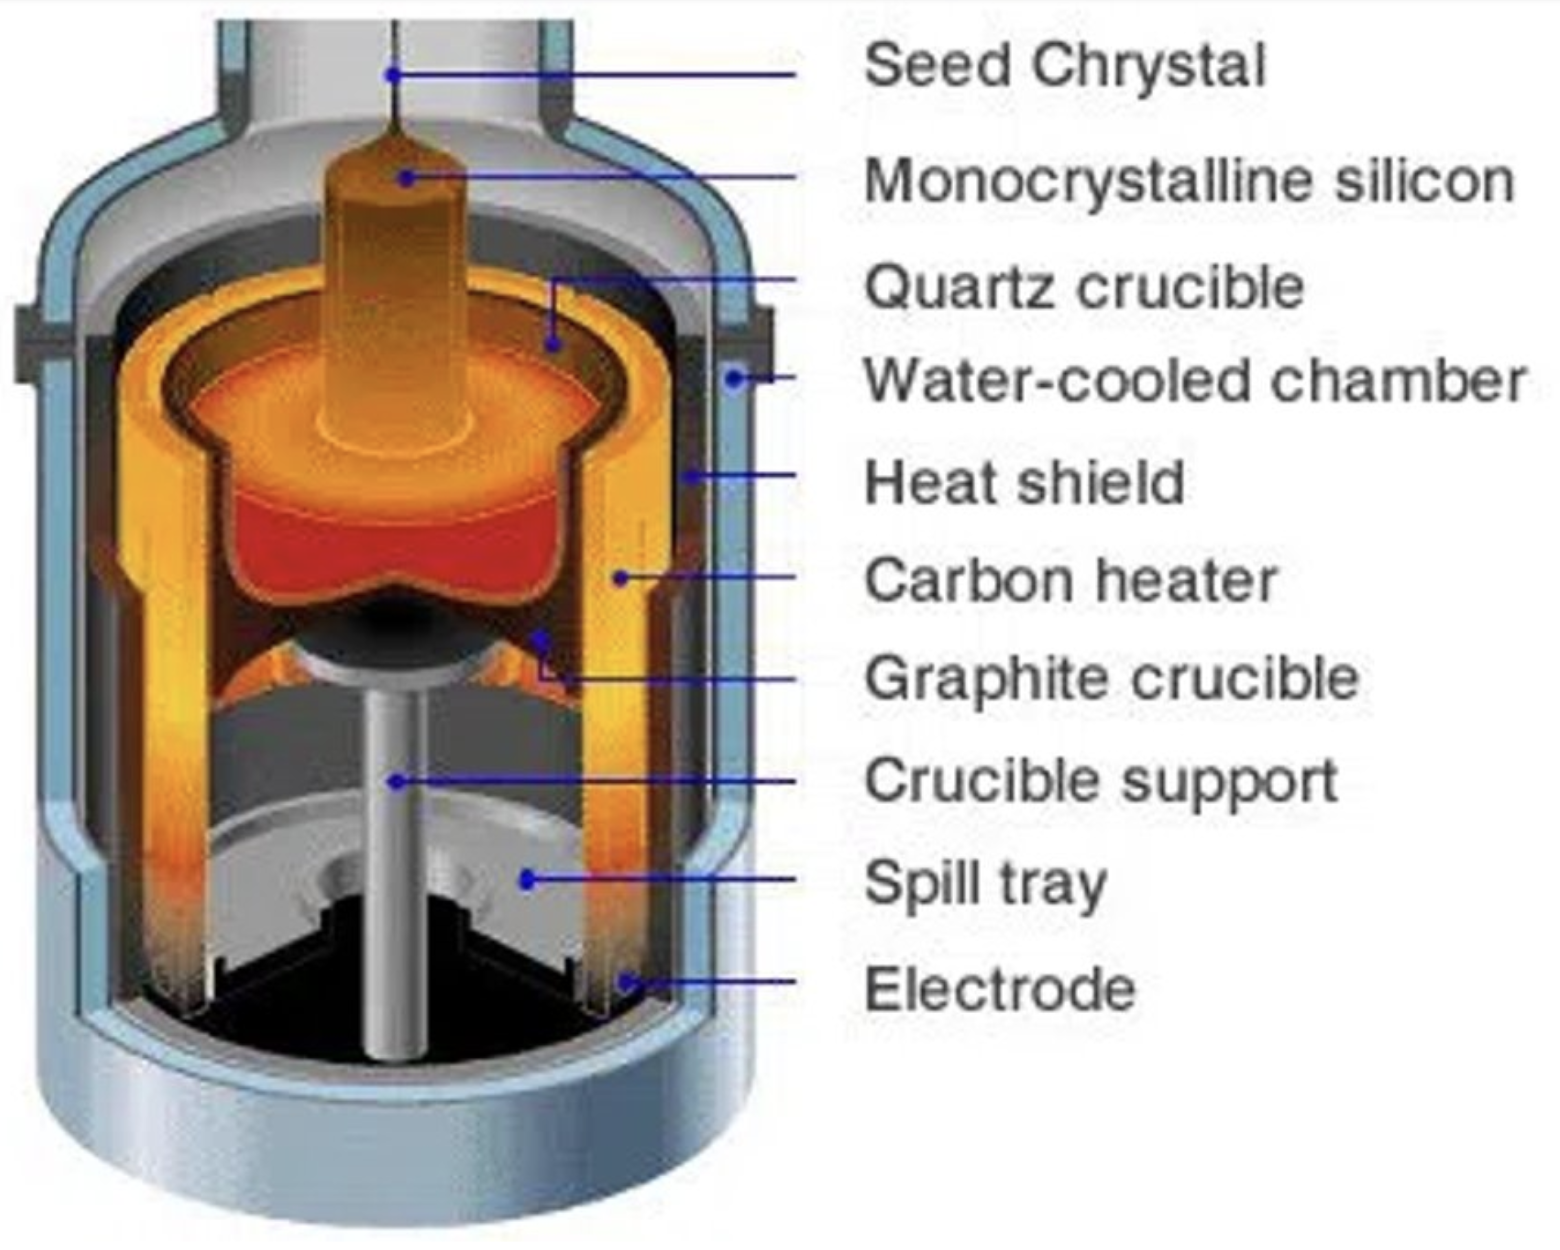 Seed Chrystal
Monocrystalline silicon
Quartz crucible
Water-cooled chamber
Heat shield
Carbon heater
Graphite crucible
Crucible support
Spill tray
Electrode